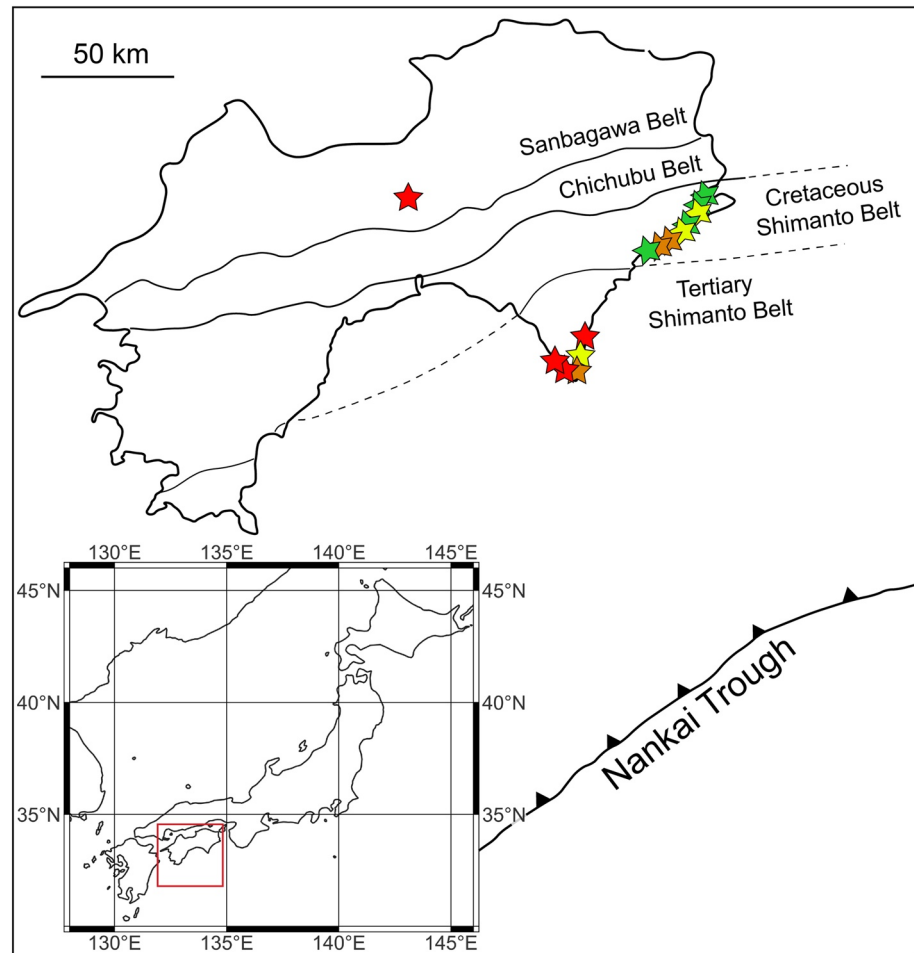 50 km
Sanbagawa Belt
Chichubu Belt
Cretaceous
Shimanto Belt
Tertiary
Shimanto Belt
130°E 135°E 140°E 145°E
45°N 45°N
40°N 40°N
35°N 35°N
130°E 135°E 140°E 145°E
Nankai Trough